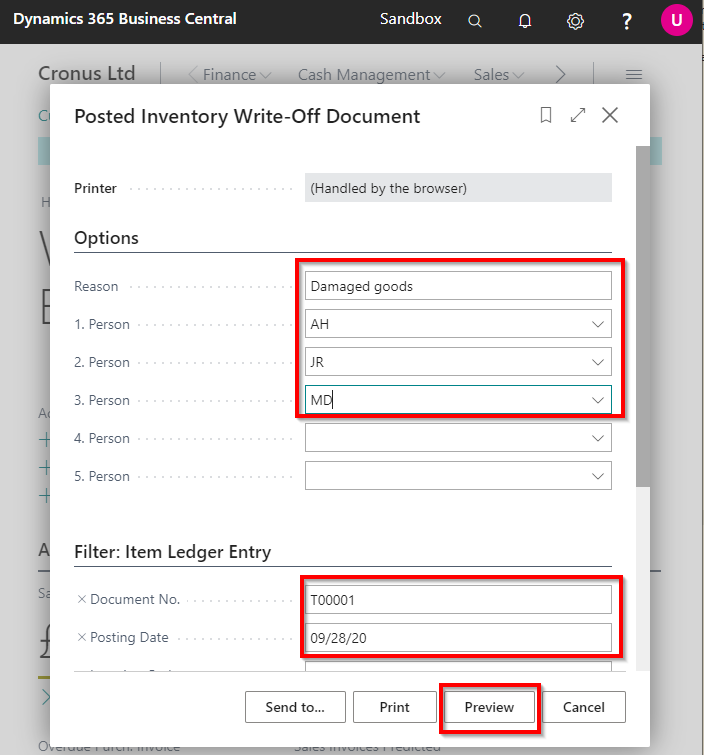 Dynamics 365 Business Central Sandbox ? U
Cronus Ltd Finance Cash Management Sales
Posted Inventory Write-Off Document
Printer (Handled by the browser)
Options
Reason Damaged goods
1. Person AH
2. Person JR
3. Person MD
4. Person
5. Person
Filter: Item Ledger Entry
Document No. T00001
Posting Date 09/28/20
Send to... Print Preview Cancel
Overdue Purch. Invoice Sales Invoices Predicted